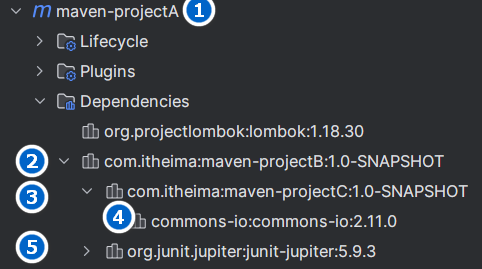 maven-projectA 1
Lifecycle
Plugins
Dependencies
org.projectlombok:lombok:1.18.30
2 com.itheima:maven-projectB:1.0-SNAPSHOT
3 com.itheima:maven-projectC:1.0-SNAPSHOT
4 commons-io:commons-io:2.11.0
5 org.junit.jupiter:junit-jupiter:5.9.3